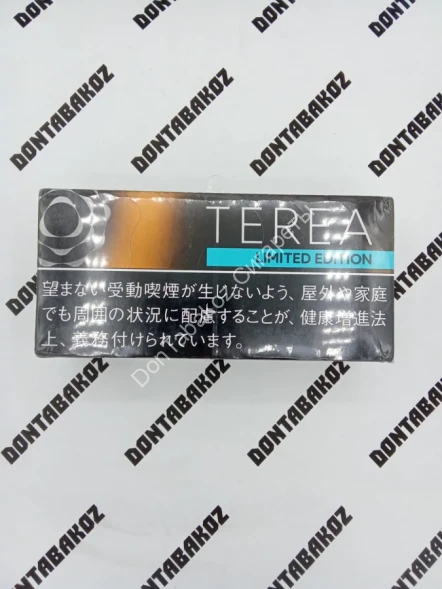 TEREA
LIMITED EDITION
望まない受動喫煙が生じないよう、屋外や家庭
でも周囲の状況に配慮することが、健康増進法
上、義務付けられています。
Dontabakoz Сигареты
DONTABAKOZ
DONTABAKOZ
DONTABAKOZ
DONTABAKOZ
DONTABAKOZ
DONTABAKOZ
DONTABAKOZ
DONTABAKOZ
DONTABAKOZ